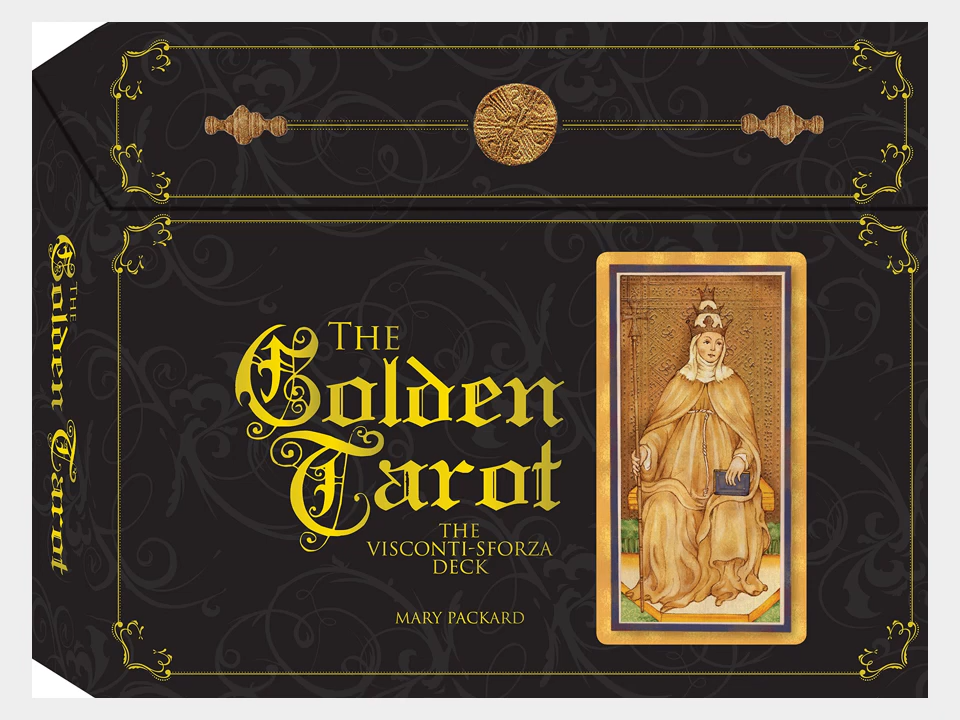 THE
Golden
Tarot
THE
VISCONTI-SFORZA
DECK
MARY PACKARD
THE
Golden Tarot